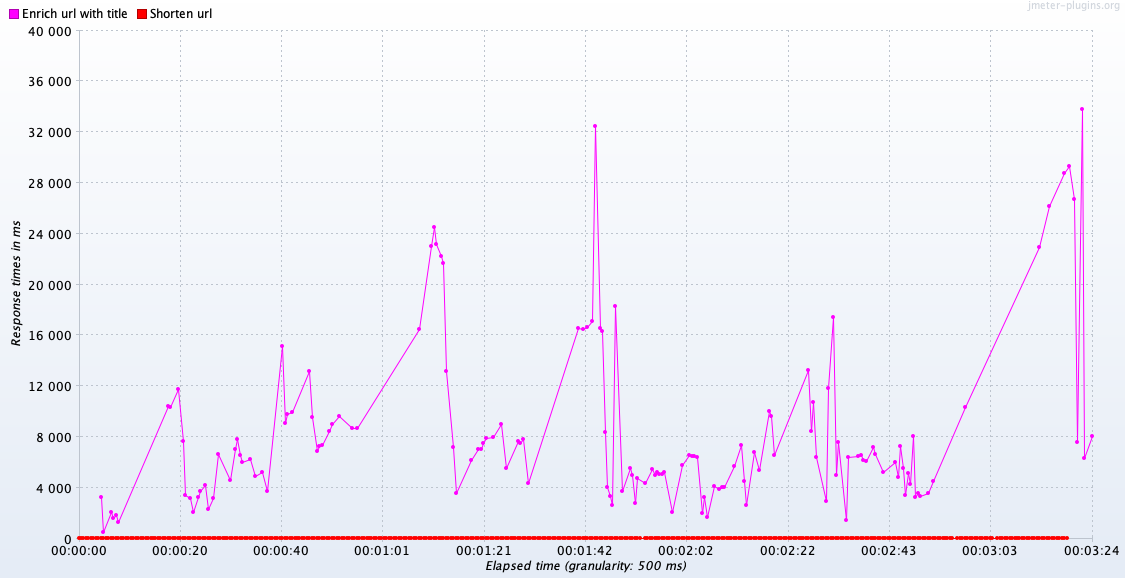 jmeter-plugins.org
Enrich url with title Shorten url
40 000
36 000
32 000
28 000
24 000
20 000
16 000
12 000
8 000
4 000
0
Response times in ms
00:00:00 00:00:20 00:00:40 00:01:01 00:01:21 00:01:42 00:02:02 00:02:22 00:02:43 00:03:03 00:03:24
Elapsed time (granularity: 500 ms)